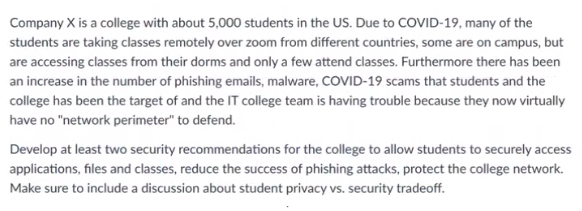 Company X is a college with about 5,000 students in the US. Due to COVID-19, many of the
students are taking classes remotely over zoom from different countries, some are on campus, but
are accessing classes from their dorms and only a few attend classes. Furthermore there has been
an increase in the number of phishing emails, malware, COVID-19 scams that students and the
college has been the target of and the IT college team is having trouble because they now virtually
have no "network perimeter" to defend.
Develop at least two security recommendations for the college to allow students to securely access
applications, files and classes, reduce the success of phishing attacks, protect the college network.
Make sure to include a discussion about student privacy vs. security tradeoff.